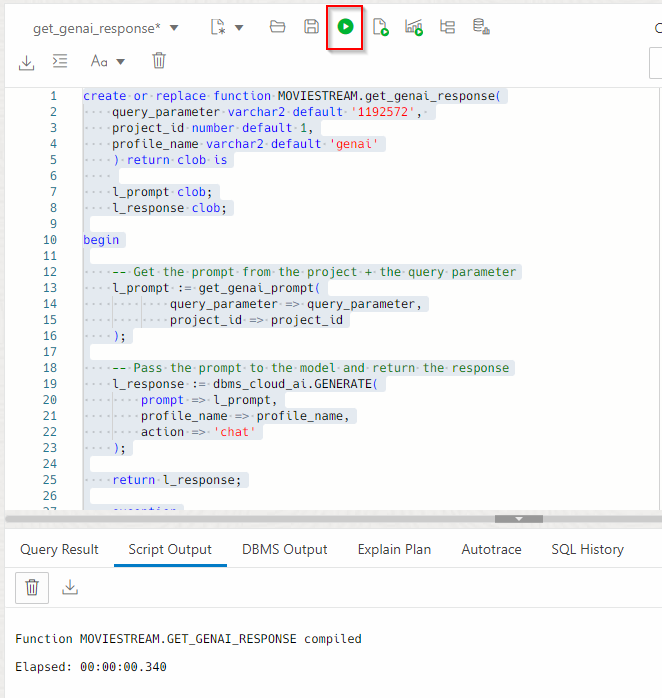 get_genai_response*
Aa
1 create or replace function MOVIESTREAM.get_genai_response(
2 query_parameter varchar2 default '1192572',
3 project_id number default 1,
4 profile_name varchar2 default 'genai'
5 ) return clob is
6
7 l_prompt clob;
8 l_response clob;
9
10 begin
11
12 -- Get the prompt from the project + the query parameter
13 l_prompt := get_genai_prompt(
14 query_parameter => query_parameter,
15 project_id => project_id
16 );
17
18 -- Pass the prompt to the model and return the response
19 l_response := dbms_cloud_ai.GENERATE(
20 prompt => l_prompt,
21 profile_name => profile_name,
22 action => 'chat'
23 );
24
25 return l_response;
26
Query Result Script Output DBMS Output Explain Plan Autotrace SQL History
Function MOVIESTREAM.GET_GENAI_RESPONSE compiled
Elapsed: 00:00:00.340